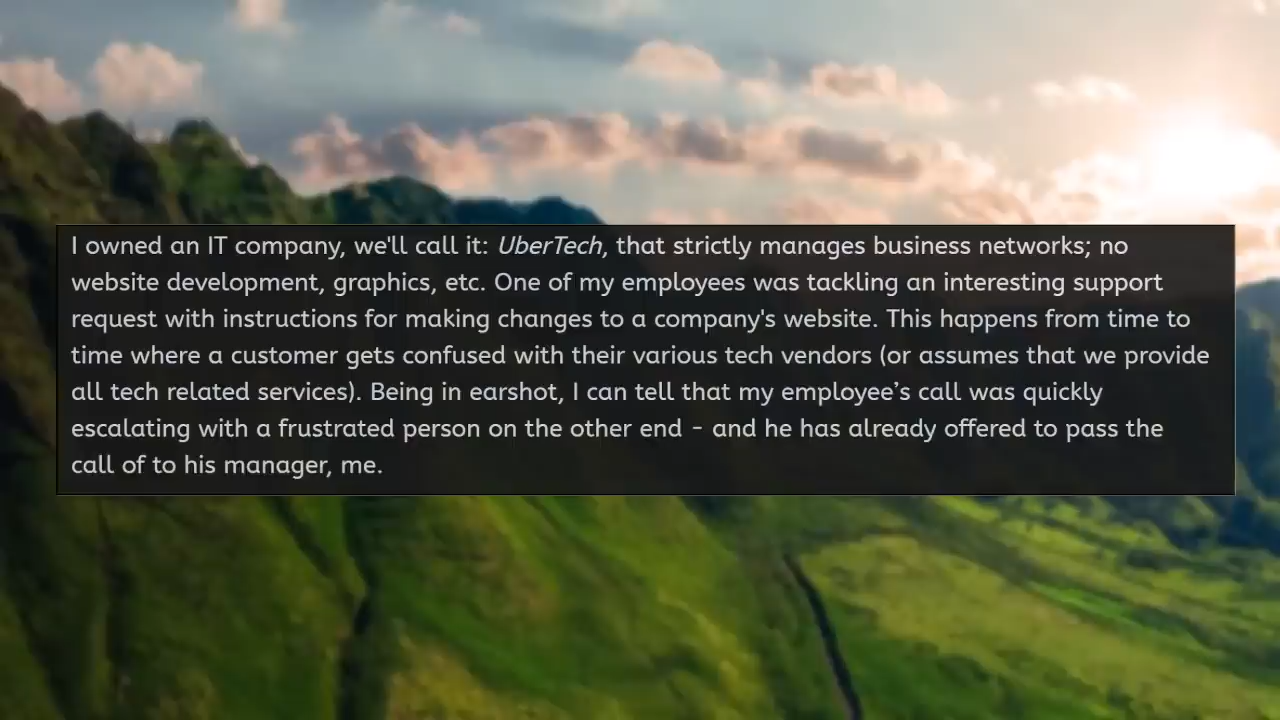 I owned an IT company, we'll call it: UberTech, that strictly manages business networks; no
website development, graphics, etc. One of my employees was tackling an interesting support
request with instructions for making changes to a company's website. This happens from time to
time where a customer gets confused with their various tech vendors (or assumes that we provide
all tech related services). Being in earshot, I can tell that my employee’s call was quickly
escalating with a frustrated person on the other end - and he has already offered to pass the
call of to his manager, me.